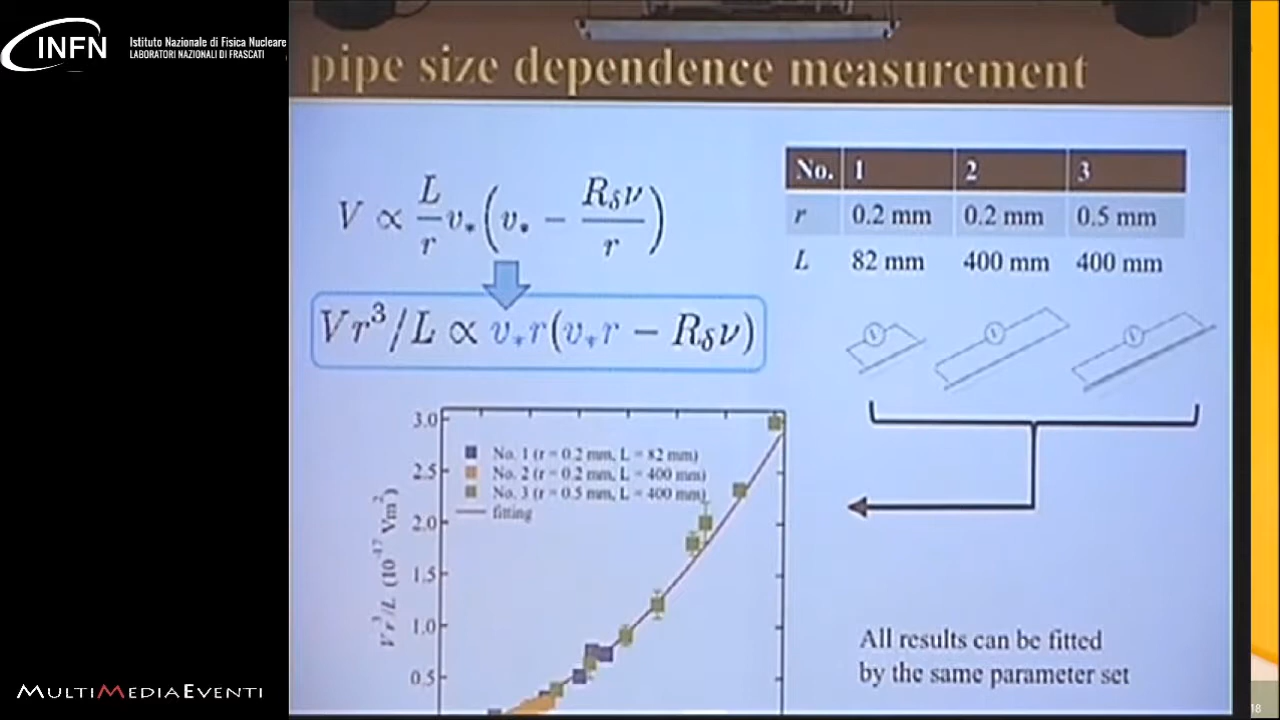 INFN
Istituto Nazionale di Fisica Nucleare
LABORATORI NAZIONALI DI FRASCATI
pipe size dependence measurement
V ∝ L/r v* (v* − Rδν/r)
Vr³/L ∝ v*r(v*r − Rδν)
No. 1 2 3
r 0.2 mm 0.2 mm 0.5 mm
L 82 mm 400 mm 400 mm
V V V
3.0
2.5
2.0
1.5
1.0
0.5
Vr³/L (10⁻¹⁷ Vm²)
No. 1 (r = 0.2 mm, L = 82 mm)
No. 2 (r = 0.2 mm, L = 400 mm)
No. 3 (r = 0.5 mm, L = 400 mm)
fitting
All results can be fitted
by the same parameter set
MULTIMEDIAEVENTI
18